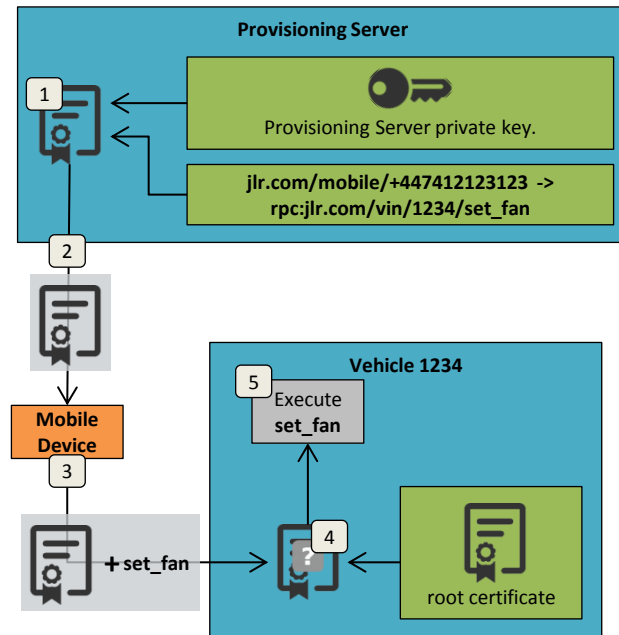 Provisioning Server
1
Provisioning Server private key.
jlr.com/mobile/+447412123123 ->
rpc:jlr.com/vin/1234/set_fan
2
Mobile
Device
3
+ set_fan
Vehicle 1234
5
Execute
set_fan
4
?
root certificate